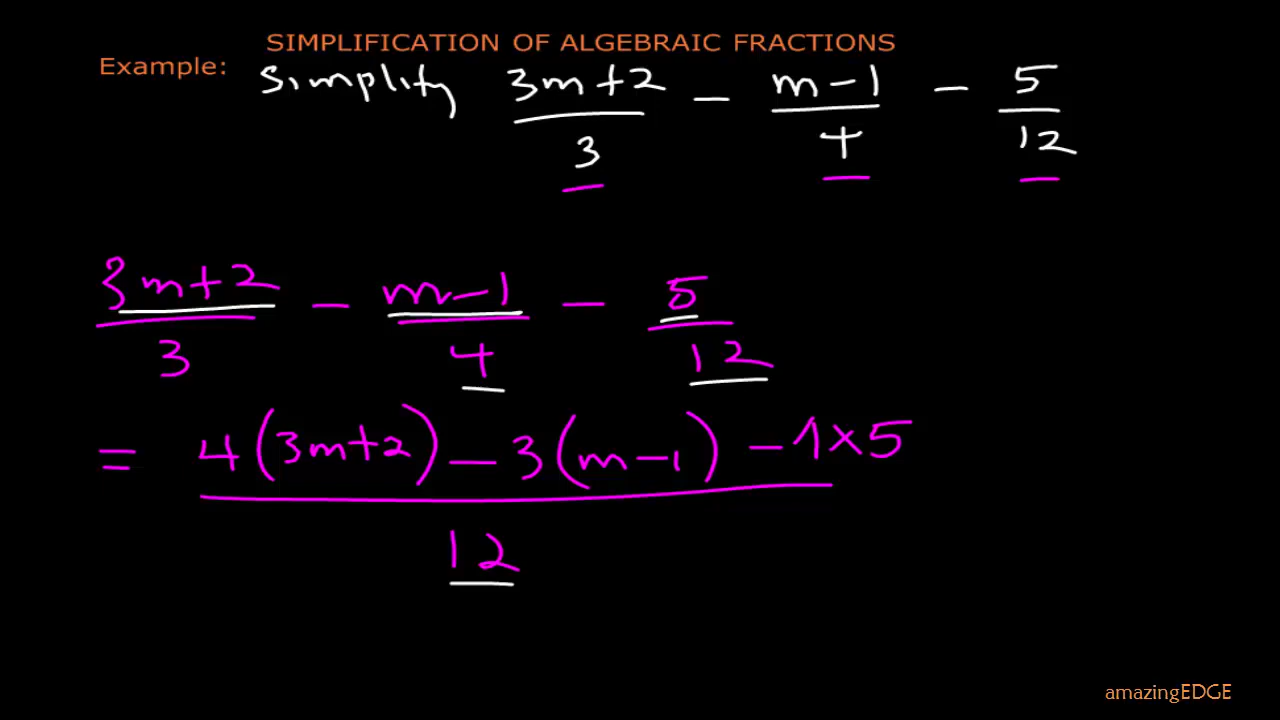 SIMPLIFICATION OF ALGEBRAIC FRACTIONS
Example: Simplify (3m+2)/3 − (m−1)/4 − 5/12
(3m+2)/3 − (m−1)/4 − 5/12
= (4(3m+2) − 3(m−1) − 1×5)/12
amazingEDGE